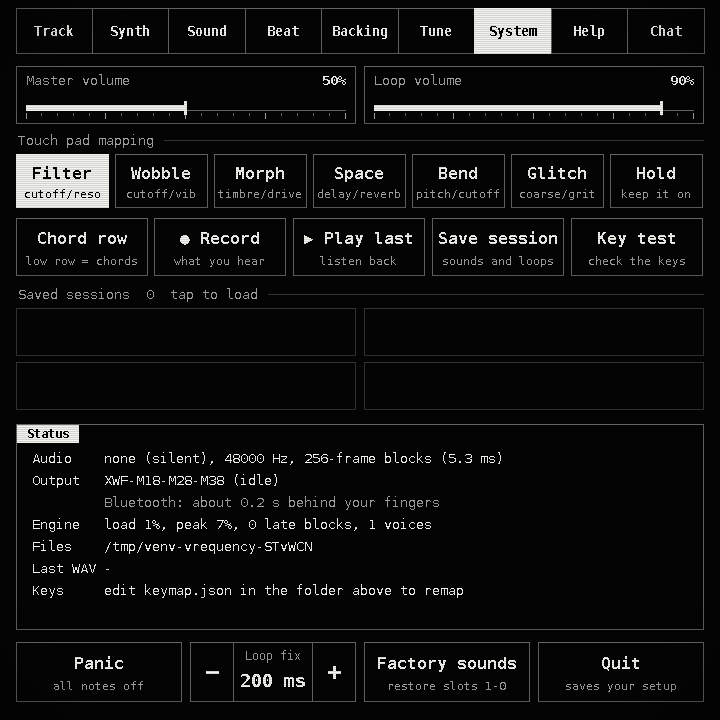 Track Synth Sound Beat Backing Tune System Help Chat
Master volume 50% Loop volume 90%
Touch pad mapping
Filter Wobble Morph Space Bend Glitch Hold
cutoff/reso cutoff/vib timbre/drive delay/reverb pitch/cutoff coarse/grit keep it on
Chord row ● Record ▶ Play last Save session Key test
low row = chords what you hear listen back sounds and loops check the keys
Saved sessions 0 tap to load
Status
Audio none (silent), 48000 Hz, 256-frame blocks (5.3 ms)
Output XWF-M18-M28-M38 (idle)
Bluetooth: about 0.2 s behind your fingers
Engine load 1%, peak 7%, 0 late blocks, 1 voices
Files /tmp/venv-vrequency-STvWCN
Last WAV -
Keys edit keymap.json in the folder above to remap
Panic − Loop fix + Factory sounds Quit
all notes off 200 ms restore slots 1-0 saves your setup